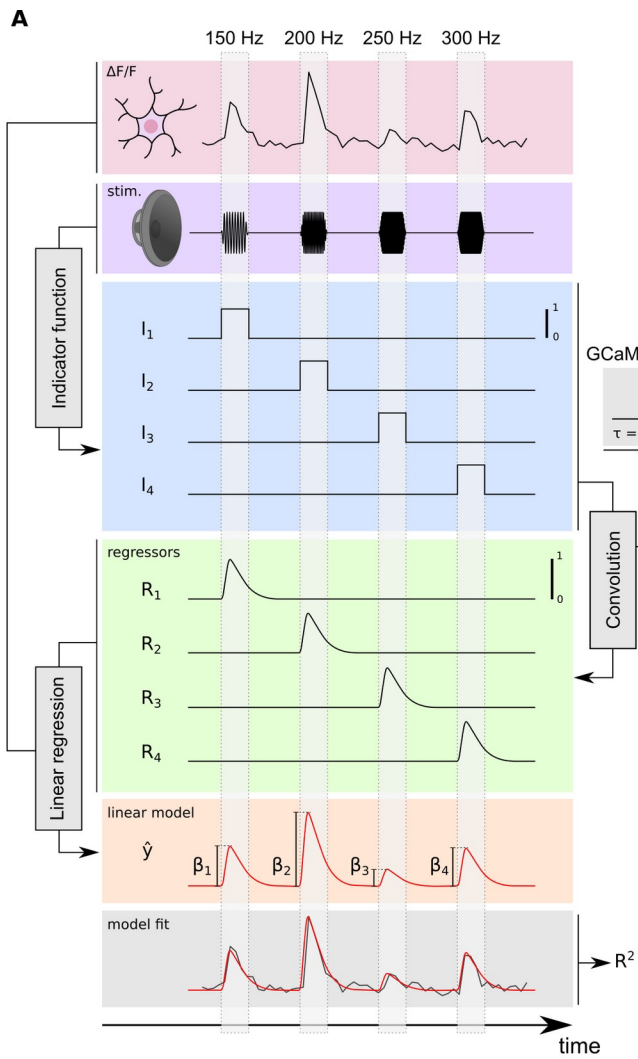 A
150 Hz 200 Hz 250 Hz 300 Hz
ΔF/F
stim.
Indicator function
I₁
1
0
I₂
I₃
I₄
GCaM
τ =
Convolution
regressors
R₁
1
0
R₂
R₃
R₄
Linear regression
linear model
ŷ
β₁ β₂ β₃ β₄
model fit
R²
time